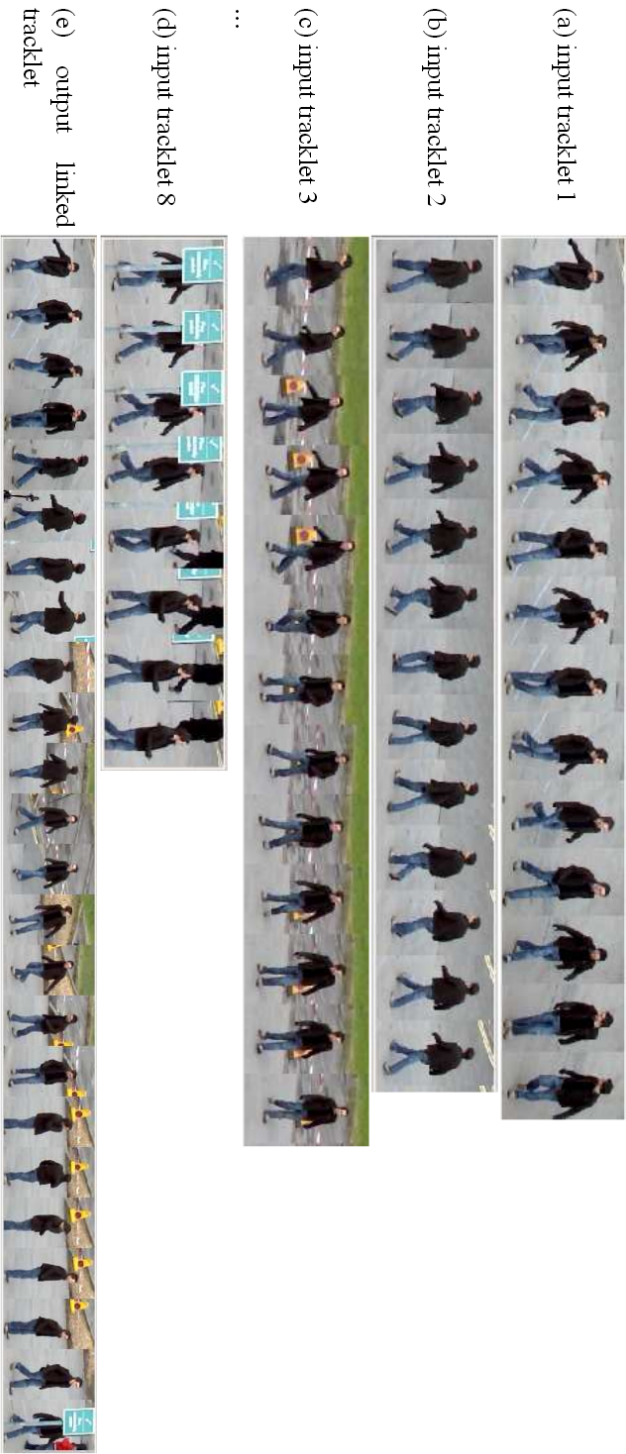 (a) input tracklet 1
(b) input tracklet 2
(c) input tracklet 3
...
(d) input tracklet 8
(e) output linked
tracklet